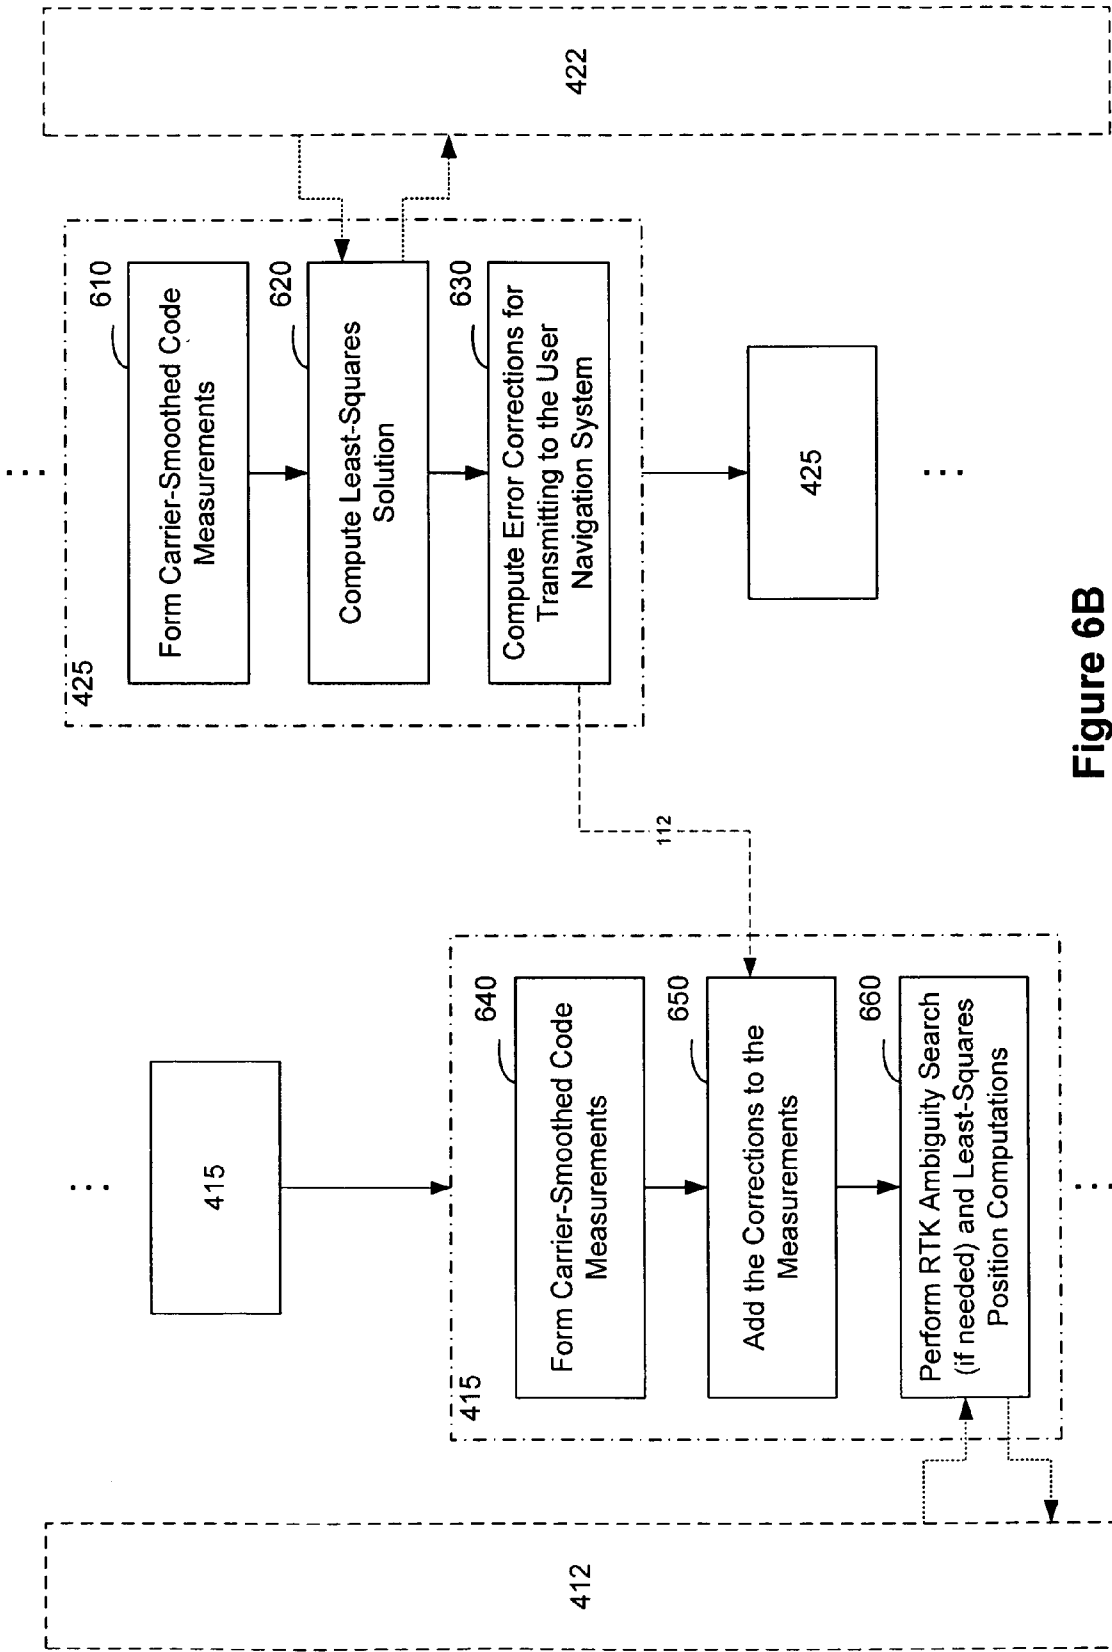 412
...
415
415
640
Form Carrier-Smoothed Code
Measurements
650
Add the Corrections to the
Measurements
660
Perform RTK Ambiguity Search
(if needed) and Least-Squares
Position Computations
...
112
...
425
610
Form Carrier-Smoothed Code
Measurements
620
Compute Least-Squares
Solution
630
Compute Error Corrections for
Transmitting to the User
Navigation System
425
...
422
Figure 6B